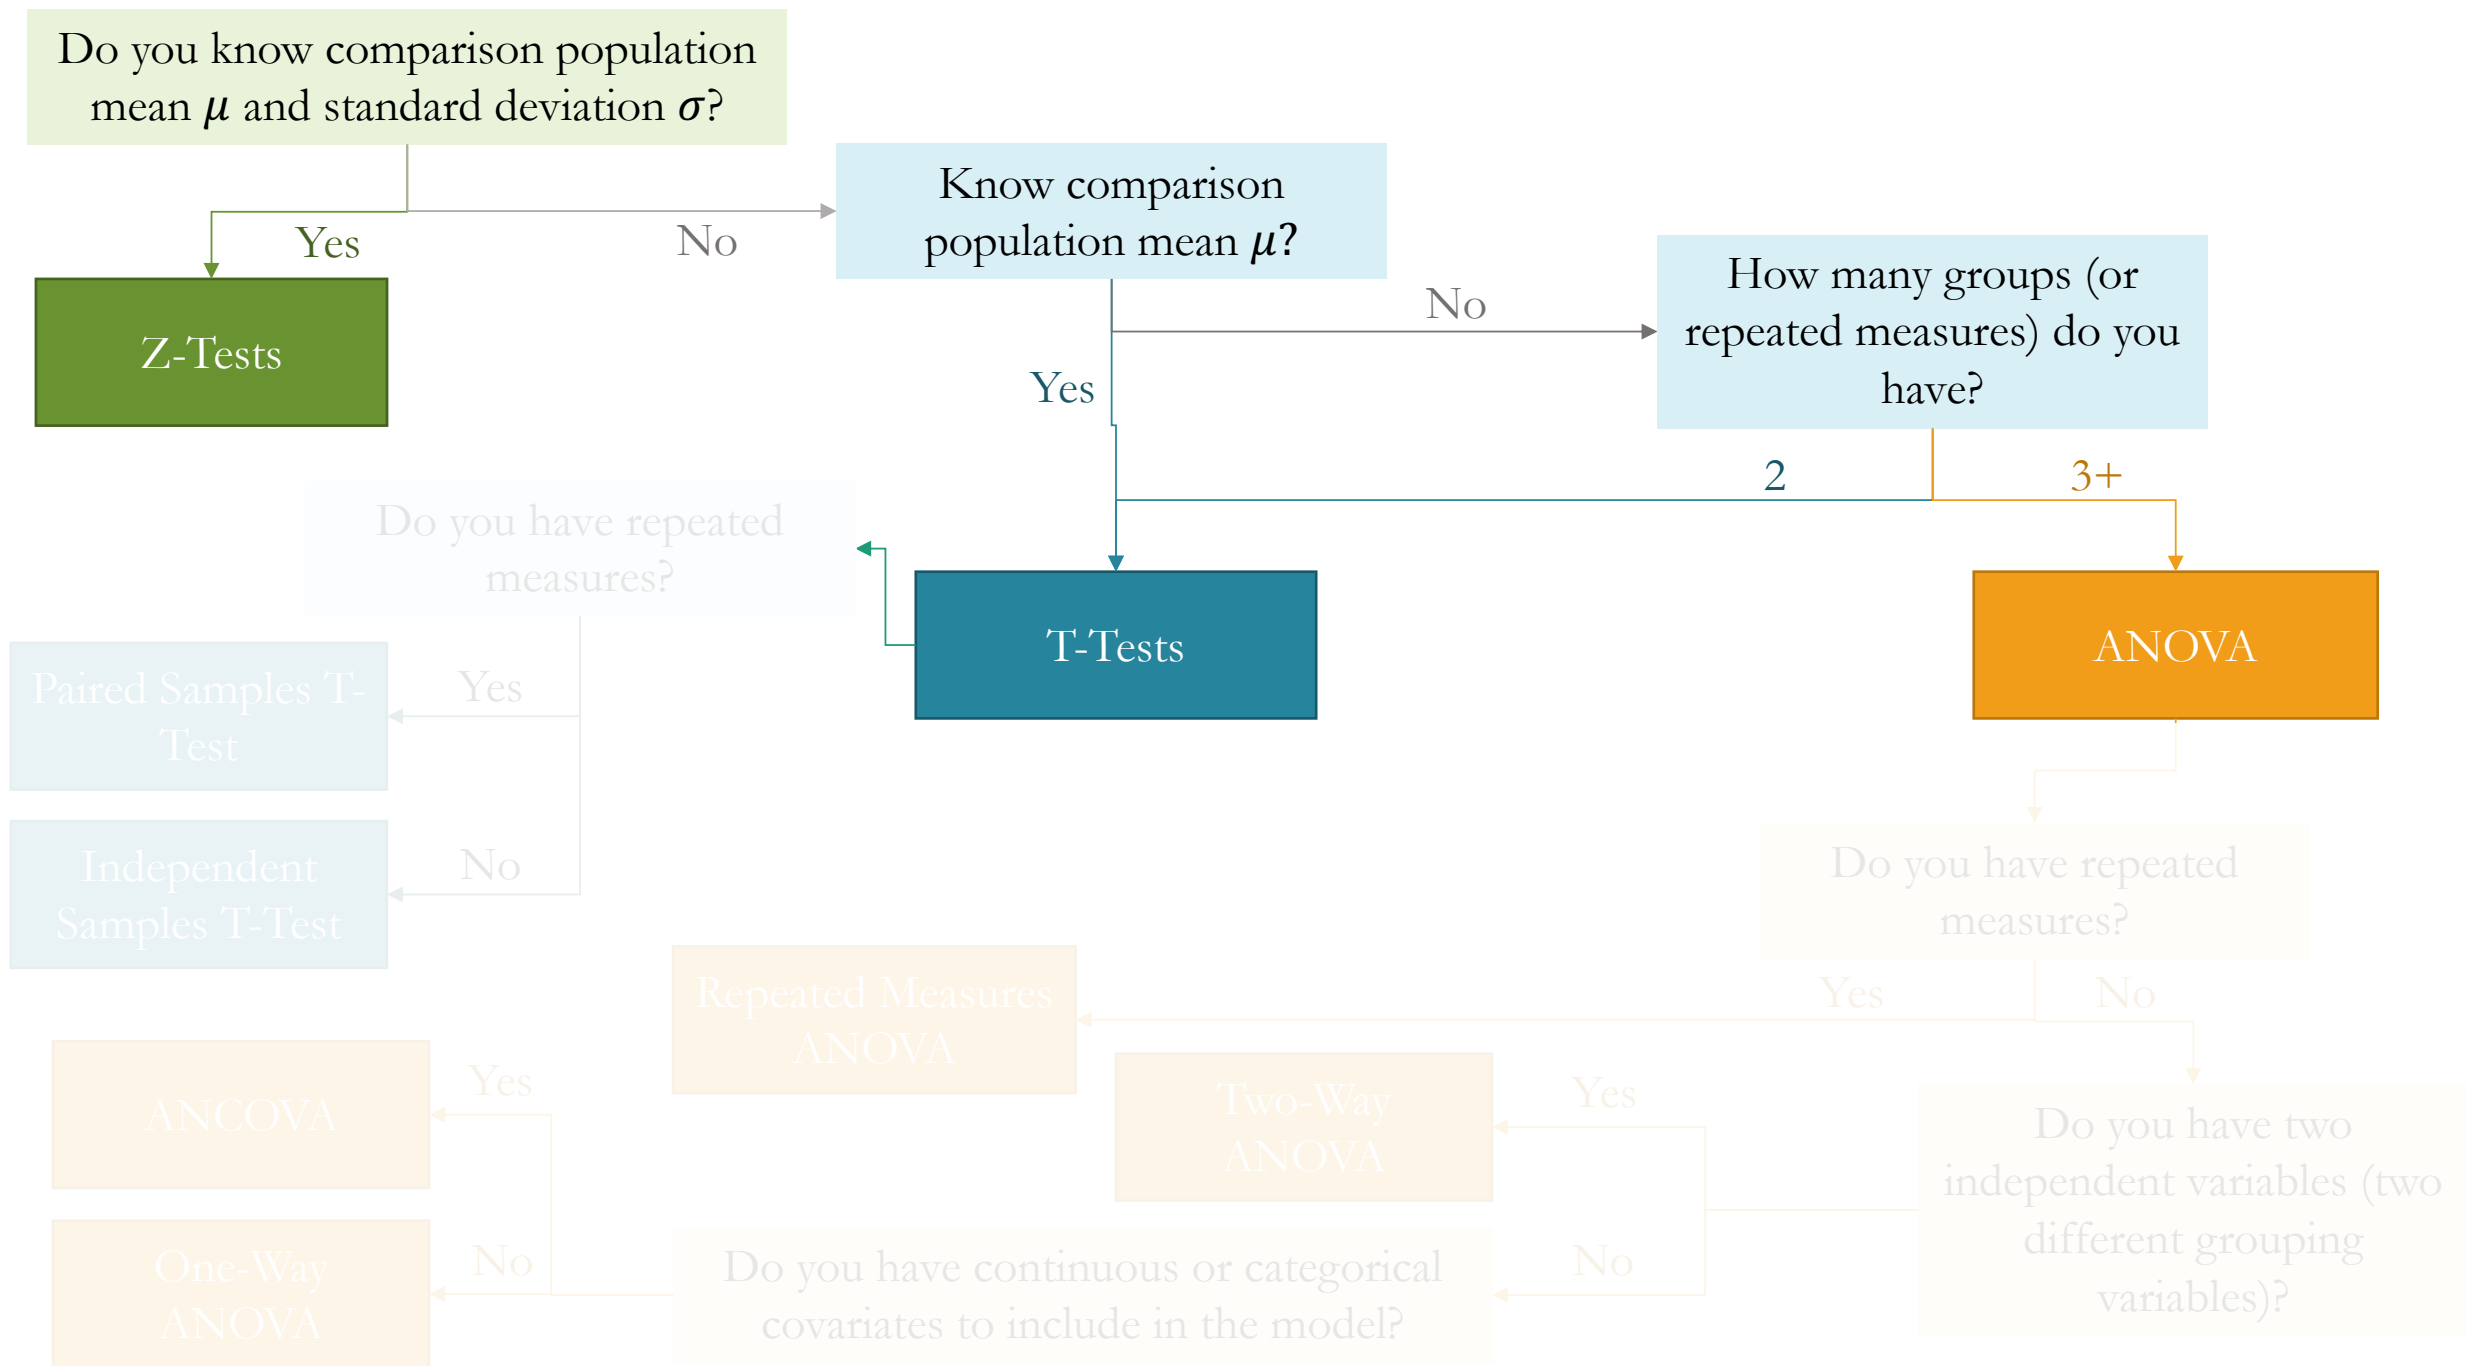 Do you know comparison population
mean μ and standard deviation σ?
Yes
No
Z-Tests
Know comparison
population mean μ?
No
Yes
How many groups (or
repeated measures) do you
have?
2
3+
T-Tests
ANOVA
Do you have repeated
measures?
Yes
Paired Samples T-
Test
No
Independent
Samples T-Test
Do you have repeated
measures?
Yes
No
Repeated Measures
ANOVA
Do you have two
independent variables (two
different grouping
variables)?
Yes
Two-Way
ANOVA
No
Do you have continuous or categorical
covariates to include in the model?
Yes
ANCOVA
No
One-Way
ANOVA